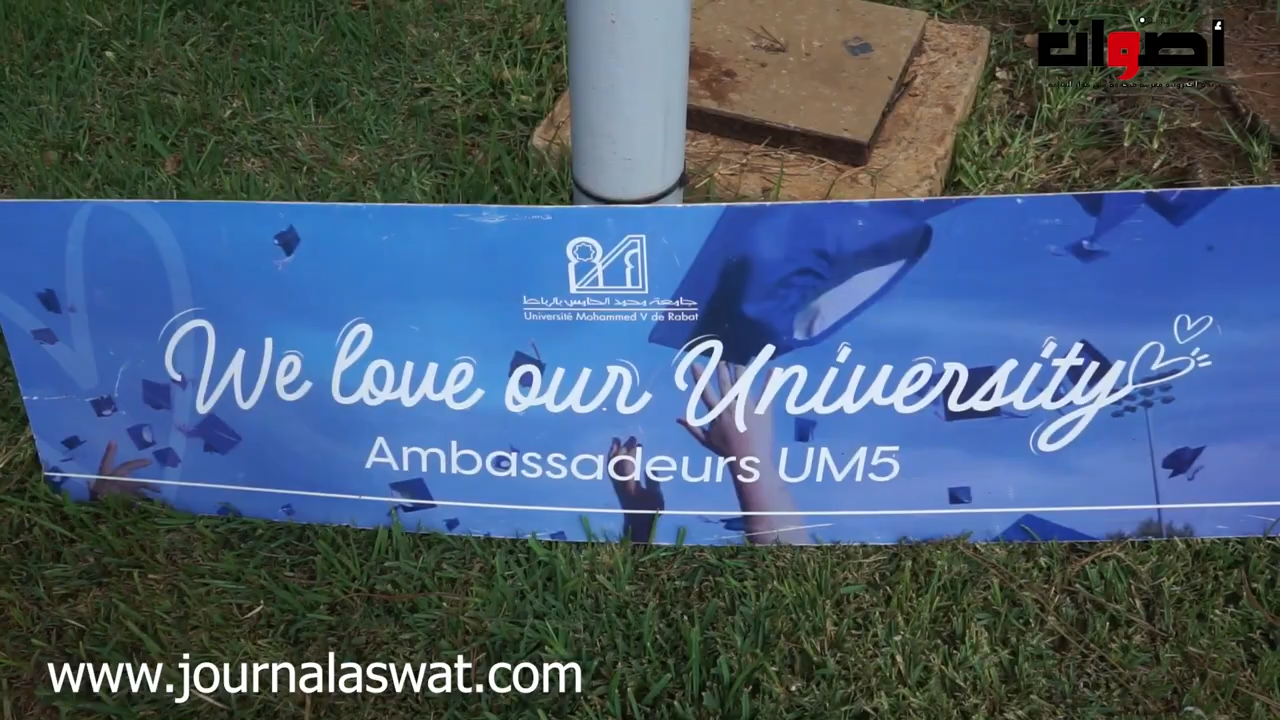 أصوات
جامعة محمد الخامس بالرباط
Université Mohammed V de Rabat
We love our University
Ambassadeurs UM5
www.journalaswat.com